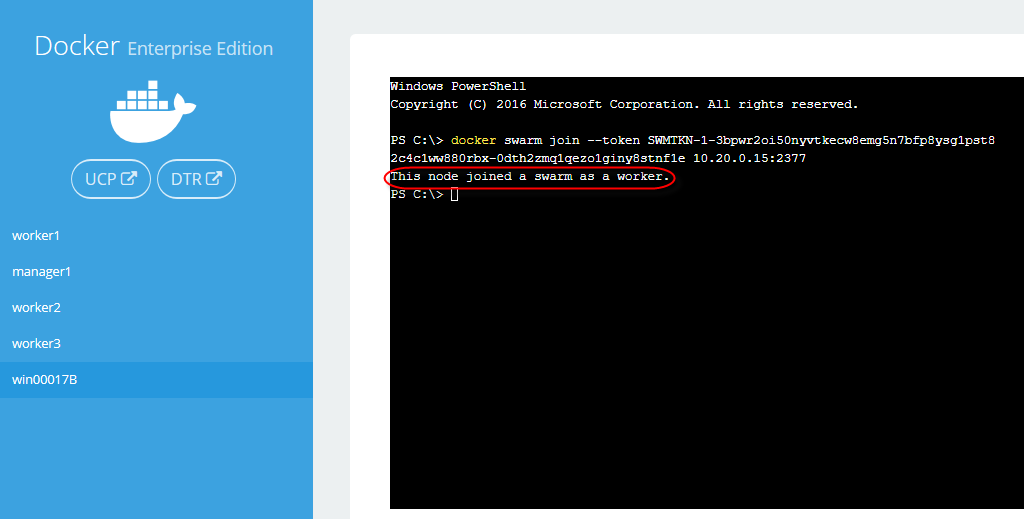 Docker Enterprise Edition
UCP
DTR
worker1
manager1
worker2
worker3
win00017B
Windows PowerShell
Copyright (C) 2016 Microsoft Corporation. All rights reserved.
PS C:\> docker swarm join --token SWMTKN-1-3bpwr2oi50nyvtkecw8emg5n7bfp8ysg1pst8
2c4c1ww880rbx-0dth2zmq1qezo1giny8stnf1e 10.20.0.15:2377
This node joined a swarm as a worker.
PS C:\>